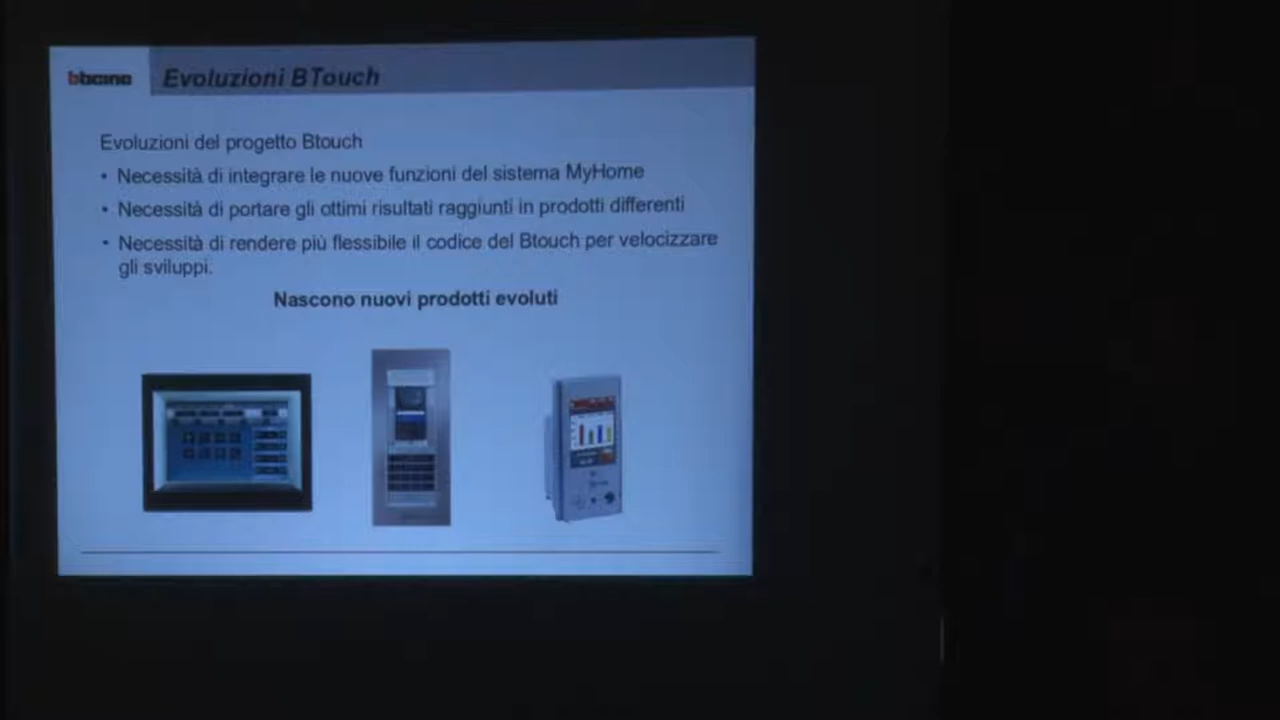 Evoluzioni BTouch
Evoluzioni del progetto Btouch
• Necessità di integrare le nuove funzioni del sistema MyHome
• Necessità di portare gli ottimi risultati raggiunti in prodotti differenti
• Necessità di rendere più flessibile il codice del Btouch per velocizzare
gli sviluppi.
Nascono nuovi prodotti evoluti